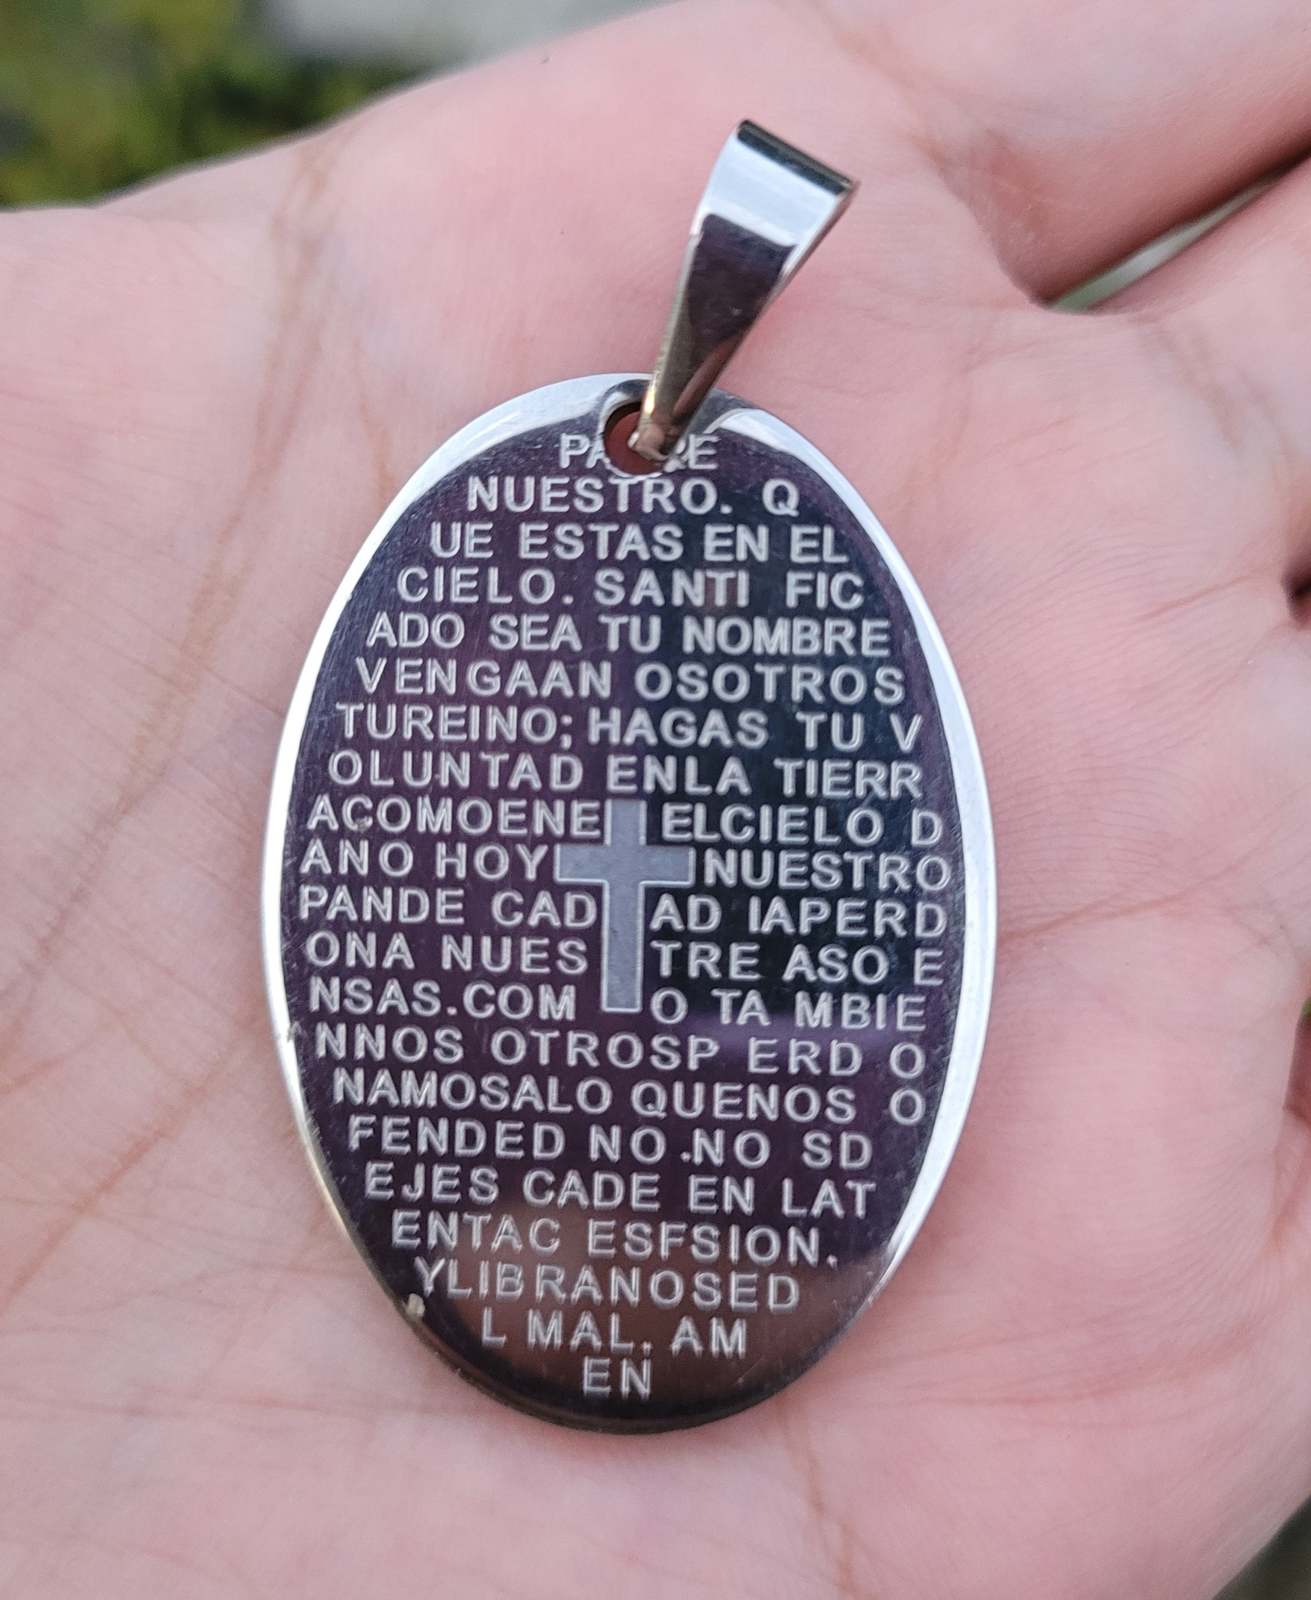 PADRE
NUESTRO. Q
UE ESTAS EN EL
CIELO. SANTI FIC
ADO SEA TU NOMBRE
VENGAAN OSOTROS
TUREINO; HAGAS TU V
OLUNTAD ENLA TIERR
ACOMOENE ELCIELO D
ANO HOY NUESTRO
PANDE CAD AD IAPERD
ONA NUES TRE ASO E
NSAS.COM O TA MBIE
NNOS OTROSP ERD O
NAMOSALO QUENOS O
FENDED NO .NO SD
EJES CADE EN LAT
ENTAC ESFSION.
YLIBRANOSED
L MAL. AM
EN